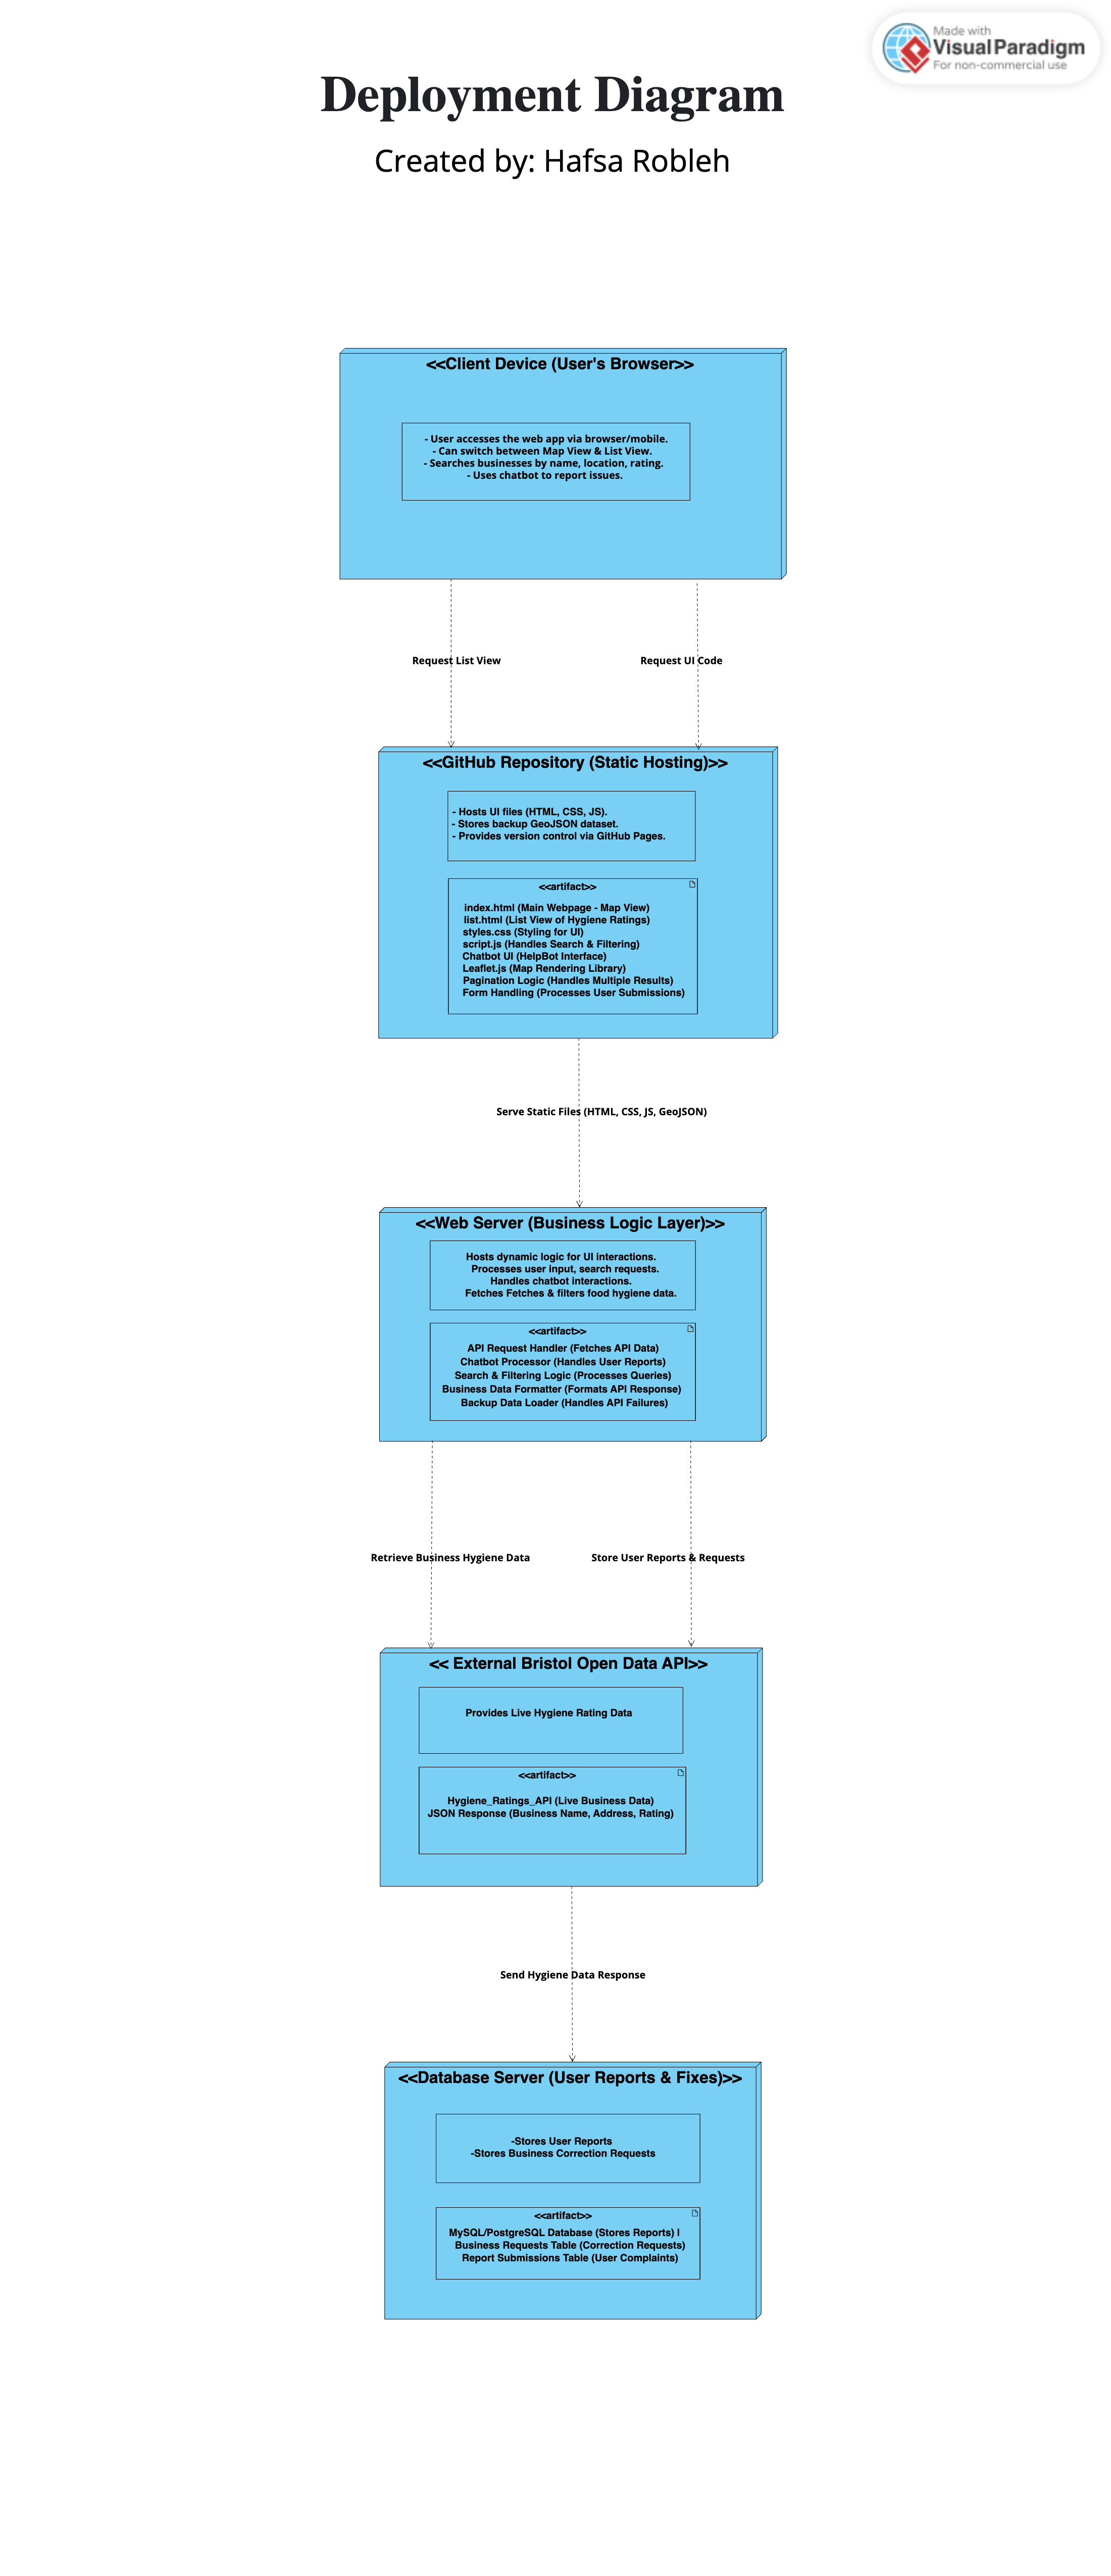 Made with
Visual Paradigm
For non-commercial use
Deployment Diagram
Created by: Hafsa Robleh
<<Client Device (User's Browser>>
- User accesses the web app via browser/mobile.
- Can switch between Map View & List View.
- Searches businesses by name, location, rating.
- Uses chatbot to report issues.
Request List View
Request UI Code
<<GitHub Repository (Static Hosting)>>
- Hosts UI files (HTML, CSS, JS).
- Stores backup GeoJSON dataset.
- Provides version control via GitHub Pages.
<<artifact>>
index.html (Main Webpage - Map View)
list.html (List View of Hygiene Ratings)
styles.css (Styling for UI)
script.js (Handles Search & Filtering)
Chatbot UI (HelpBot Interface)
Leaflet.js (Map Rendering Library)
Pagination Logic (Handles Multiple Results)
Form Handling (Processes User Submissions)
Serve Static Files (HTML, CSS, JS, GeoJSON)
<<Web Server (Business Logic Layer)>>
Hosts dynamic logic for UI interactions.
Processes user input, search requests.
Handles chatbot interactions.
Fetches Fetches & filters food hygiene data.
<<artifact>>
API Request Handler (Fetches API Data)
Chatbot Processor (Handles User Reports)
Search & Filtering Logic (Processes Queries)
Business Data Formatter (Formats API Response)
Backup Data Loader (Handles API Failures)
Retrieve Business Hygiene Data
Store User Reports & Requests
<< External Bristol Open Data API>>
Provides Live Hygiene Rating Data
<<artifact>>
Hygiene_Ratings_API (Live Business Data)
JSON Response (Business Name, Address, Rating)
Send Hygiene Data Response
<<Database Server (User Reports & Fixes)>>
-Stores User Reports
-Stores Business Correction Requests
<<artifact>>
MySQL/PostgreSQL Database (Stores Reports) |
Business Requests Table (Correction Requests)
Report Submissions Table (User Complaints)